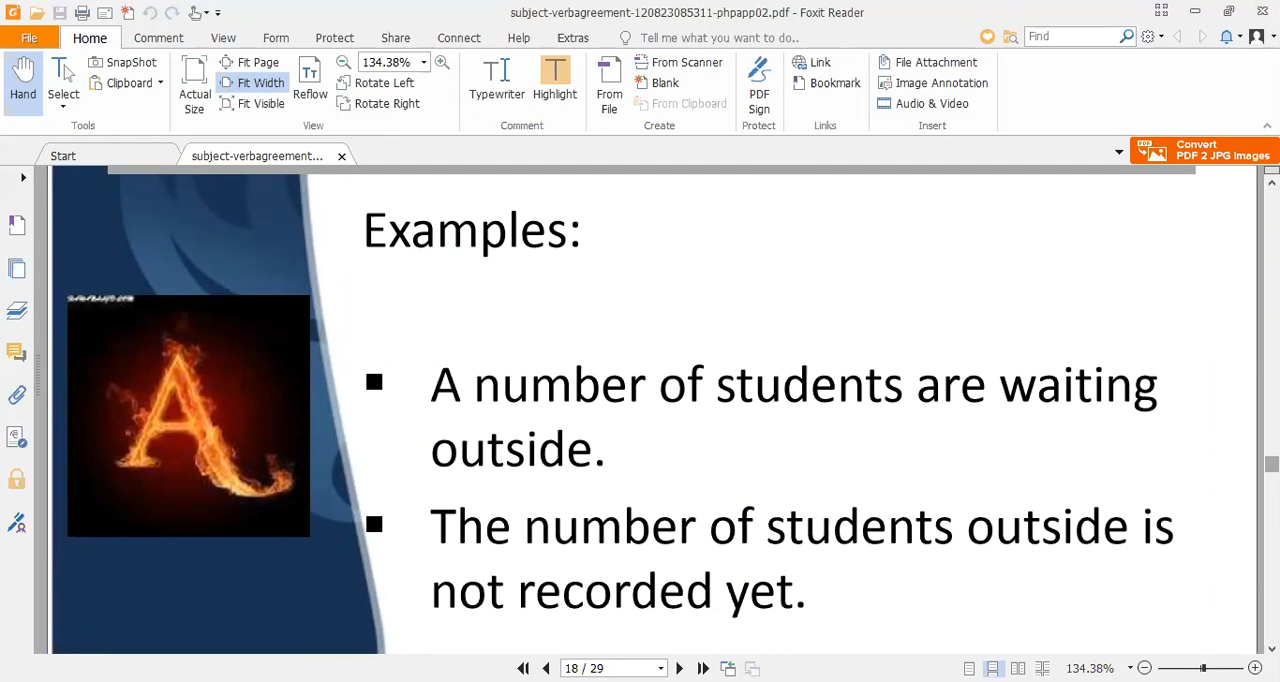 subject-verbagreement-120823085311-phpapp02.pdf - Foxit Reader
File Home Comment View Form Protect Share Connect Help Extras Tell me what you want to do.. Find
Hand
Select
SnapShot
Clipboard
Tools
Actual
Size
Fit Page
Fit Width
Fit Visible
Reflow
134.38%
Rotate Left
Rotate Right
View
Typewriter
Highlight
Comment
From
File
From Scanner
Blank
From Clipboard
Create
PDF
Sign
Protect
Link
Bookmark
Links
File Attachment
Image Annotation
Audio & Video
Insert
Start
subject-verbagreement...
Convert
PDF 2 JPG Images
Examples:
A
A number of students are waiting
outside.
The number of students outside is
not recorded yet.
18 / 29
134.38%